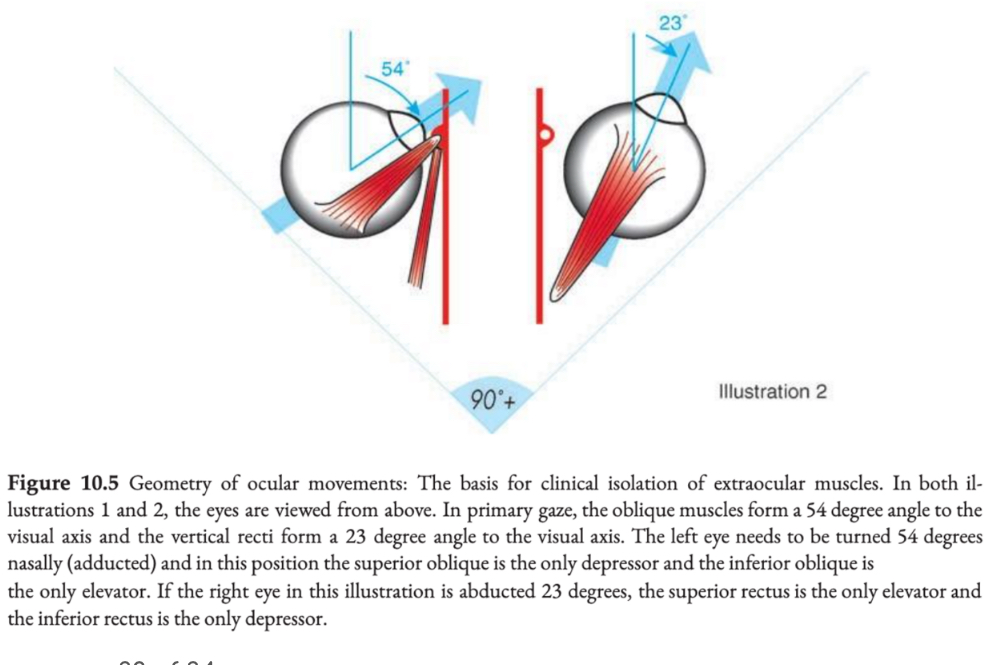 23°
54°
90°+
Illustration 2
Figure 10.5 Geometry of ocular movements: The basis for clinical isolation of extraocular muscles. In both il-
lustrations 1 and 2, the eyes are viewed from above. In primary gaze, the oblique muscles form a 54 degree angle to the
visual axis and the vertical recti form a 23 degree angle to the visual axis. The left eye needs to be turned 54 degrees
nasally (adducted) and in this position the superior oblique is the only depressor and the inferior oblique is
the only elevator. If the right eye in this illustration is abducted 23 degrees, the superior rectus is the only elevator and
the inferior rectus is the only depressor.